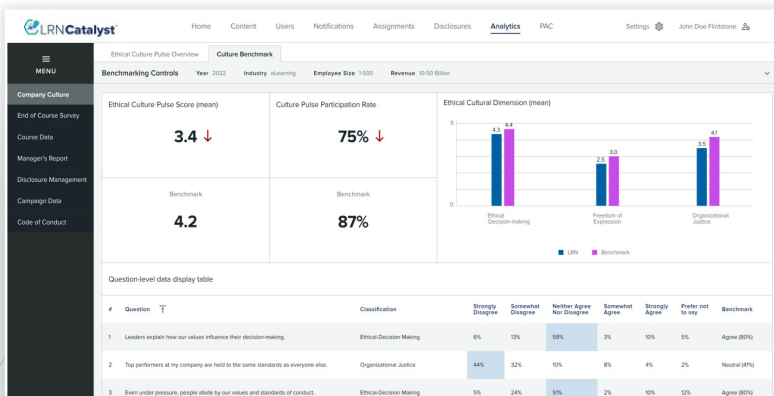 LRNCatalyst™
Home Content Users Notifications Assignments Disclosures Analytics PAC Settings John Doe Flintstone
MENU
Company Culture
End of Course Survey
Course Data
Manager's Report
Disclosure Management
Campaign Data
Code of Conduct
Ethical Culture Pulse Overview Culture Benchmark
Benchmarking Controls Year 2022 Industry eLearning Employee Size 1-500 Revenue 10-50 Billion
Ethical Culture Pulse Score (mean)
3.4
Benchmark
4.2
Culture Pulse Participation Rate
75%
Benchmark
87%
Ethical Cultural Dimension (mean)
5
0
4.3 4.4
2.5 3.0
3.5 4.1
Ethical
Decision-making
Freedom of
Expression
Organizational
Justice
LRN Benchmark
Question-level data display table
# Question Classification Strongly Disagree Somewhat Disagree Neither Agree Nor Disagree Somewhat Agree Strongly Agree Prefer not to say Benchmark
1 Leaders explain how our values influence their decision-making. Ethical-Decision Making 6% 13% 59% 3% 10% 5% Agree (80%)
2 Top performers at my company are held to the same standards as everyone else. Organizational Justice 44% 32% 10% 8% 4% 2% Neutral (41%)
3 Even under pressure, people abide by our values and standards of conduct. Ethical-Decision Making 5% 24% 51% 2% 10% 12% Agree (80%)